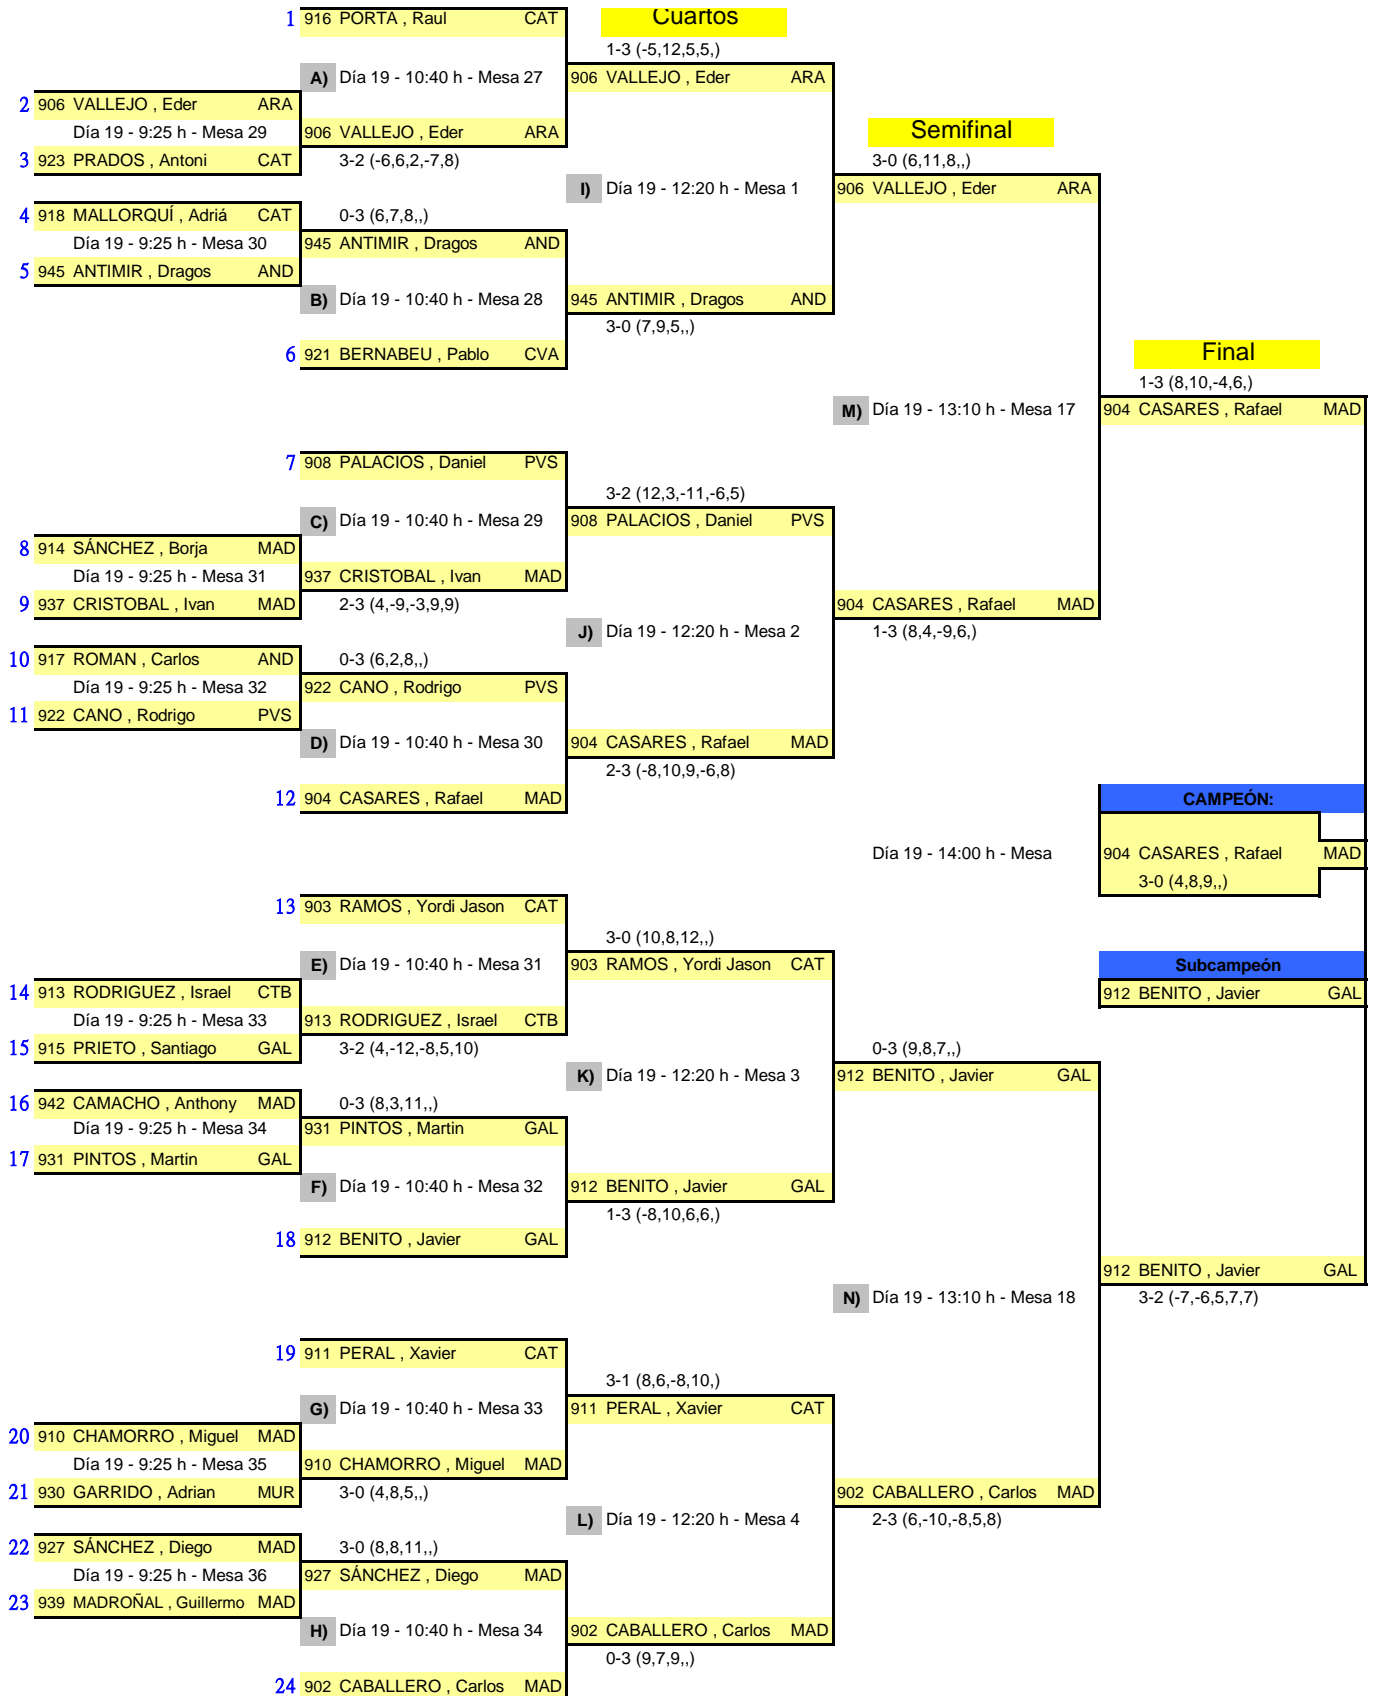 1 916 PORTA , Raul CAT
Cuartos
1-3 (-5,12,5,5,)
A) Día 19 - 10:40 h - Mesa 27
906 VALLEJO , Eder ARA
2 906 VALLEJO , Eder ARA
Día 19 - 9:25 h - Mesa 29
906 VALLEJO , Eder ARA
Semifinal
3 923 PRADOS , Antoni CAT
3-2 (-6,6,2,-7,8)
3-0 (6,11,8,,)
I) Día 19 - 12:20 h - Mesa 1
906 VALLEJO , Eder ARA
4 918 MALLORQUÍ , Adriá CAT
0-3 (6,7,8,,)
Día 19 - 9:25 h - Mesa 30
945 ANTIMIR , Dragos AND
5 945 ANTIMIR , Dragos AND
B) Día 19 - 10:40 h - Mesa 28
945 ANTIMIR , Dragos AND
3-0 (7,9,5,,)
6 921 BERNABEU , Pablo CVA
Final
1-3 (8,10,-4,6,)
M) Día 19 - 13:10 h - Mesa 17
904 CASARES , Rafael MAD
7 908 PALACIOS , Daniel PVS
3-2 (12,3,-11,-6,5)
C) Día 19 - 10:40 h - Mesa 29
908 PALACIOS , Daniel PVS
8 914 SÁNCHEZ , Borja MAD
Día 19 - 9:25 h - Mesa 31
937 CRISTOBAL , Ivan MAD
9 937 CRISTOBAL , Ivan MAD
2-3 (4,-9,-3,9,9)
904 CASARES , Rafael MAD
J) Día 19 - 12:20 h - Mesa 2
1-3 (8,4,-9,6,)
10 917 ROMAN , Carlos AND
0-3 (6,2,8,,)
Día 19 - 9:25 h - Mesa 32
922 CANO , Rodrigo PVS
11 922 CANO , Rodrigo PVS
D) Día 19 - 10:40 h - Mesa 30
904 CASARES , Rafael MAD
2-3 (-8,10,9,-6,8)
12 904 CASARES , Rafael MAD
CAMPEÓN:
Día 19 - 14:00 h - Mesa
904 CASARES , Rafael MAD
3-0 (4,8,9,,)
13 903 RAMOS , Yordi Jason CAT
3-0 (10,8,12,,)
E) Día 19 - 10:40 h - Mesa 31
903 RAMOS , Yordi Jason CAT
Subcampeón
14 913 RODRIGUEZ , Israel CTB
912 BENITO , Javier GAL
Día 19 - 9:25 h - Mesa 33
913 RODRIGUEZ , Israel CTB
15 915 PRIETO , Santiago GAL
3-2 (4,-12,-8,5,10)
0-3 (9,8,7,,)
K) Día 19 - 12:20 h - Mesa 3
912 BENITO , Javier GAL
16 942 CAMACHO , Anthony MAD
0-3 (8,3,11,,)
Día 19 - 9:25 h - Mesa 34
931 PINTOS , Martin GAL
17 931 PINTOS , Martin GAL
F) Día 19 - 10:40 h - Mesa 32
912 BENITO , Javier GAL
1-3 (-8,10,6,6,)
18 912 BENITO , Javier GAL
912 BENITO , Javier GAL
N) Día 19 - 13:10 h - Mesa 18
3-2 (-7,-6,5,7,7)
19 911 PERAL , Xavier CAT
3-1 (8,6,-8,10,)
G) Día 19 - 10:40 h - Mesa 33
911 PERAL , Xavier CAT
20 910 CHAMORRO , Miguel MAD
Día 19 - 9:25 h - Mesa 35
910 CHAMORRO , Miguel MAD
21 930 GARRIDO , Adrian MUR
3-0 (4,8,5,,)
902 CABALLERO , Carlos MAD
L) Día 19 - 12:20 h - Mesa 4
2-3 (6,-10,-8,5,8)
22 927 SÁNCHEZ , Diego MAD
3-0 (8,8,11,,)
Día 19 - 9:25 h - Mesa 36
927 SÁNCHEZ , Diego MAD
23 939 MADROÑAL , Guillermo MAD
H) Día 19 - 10:40 h - Mesa 34
902 CABALLERO , Carlos MAD
0-3 (9,7,9,,)
24 902 CABALLERO , Carlos MAD